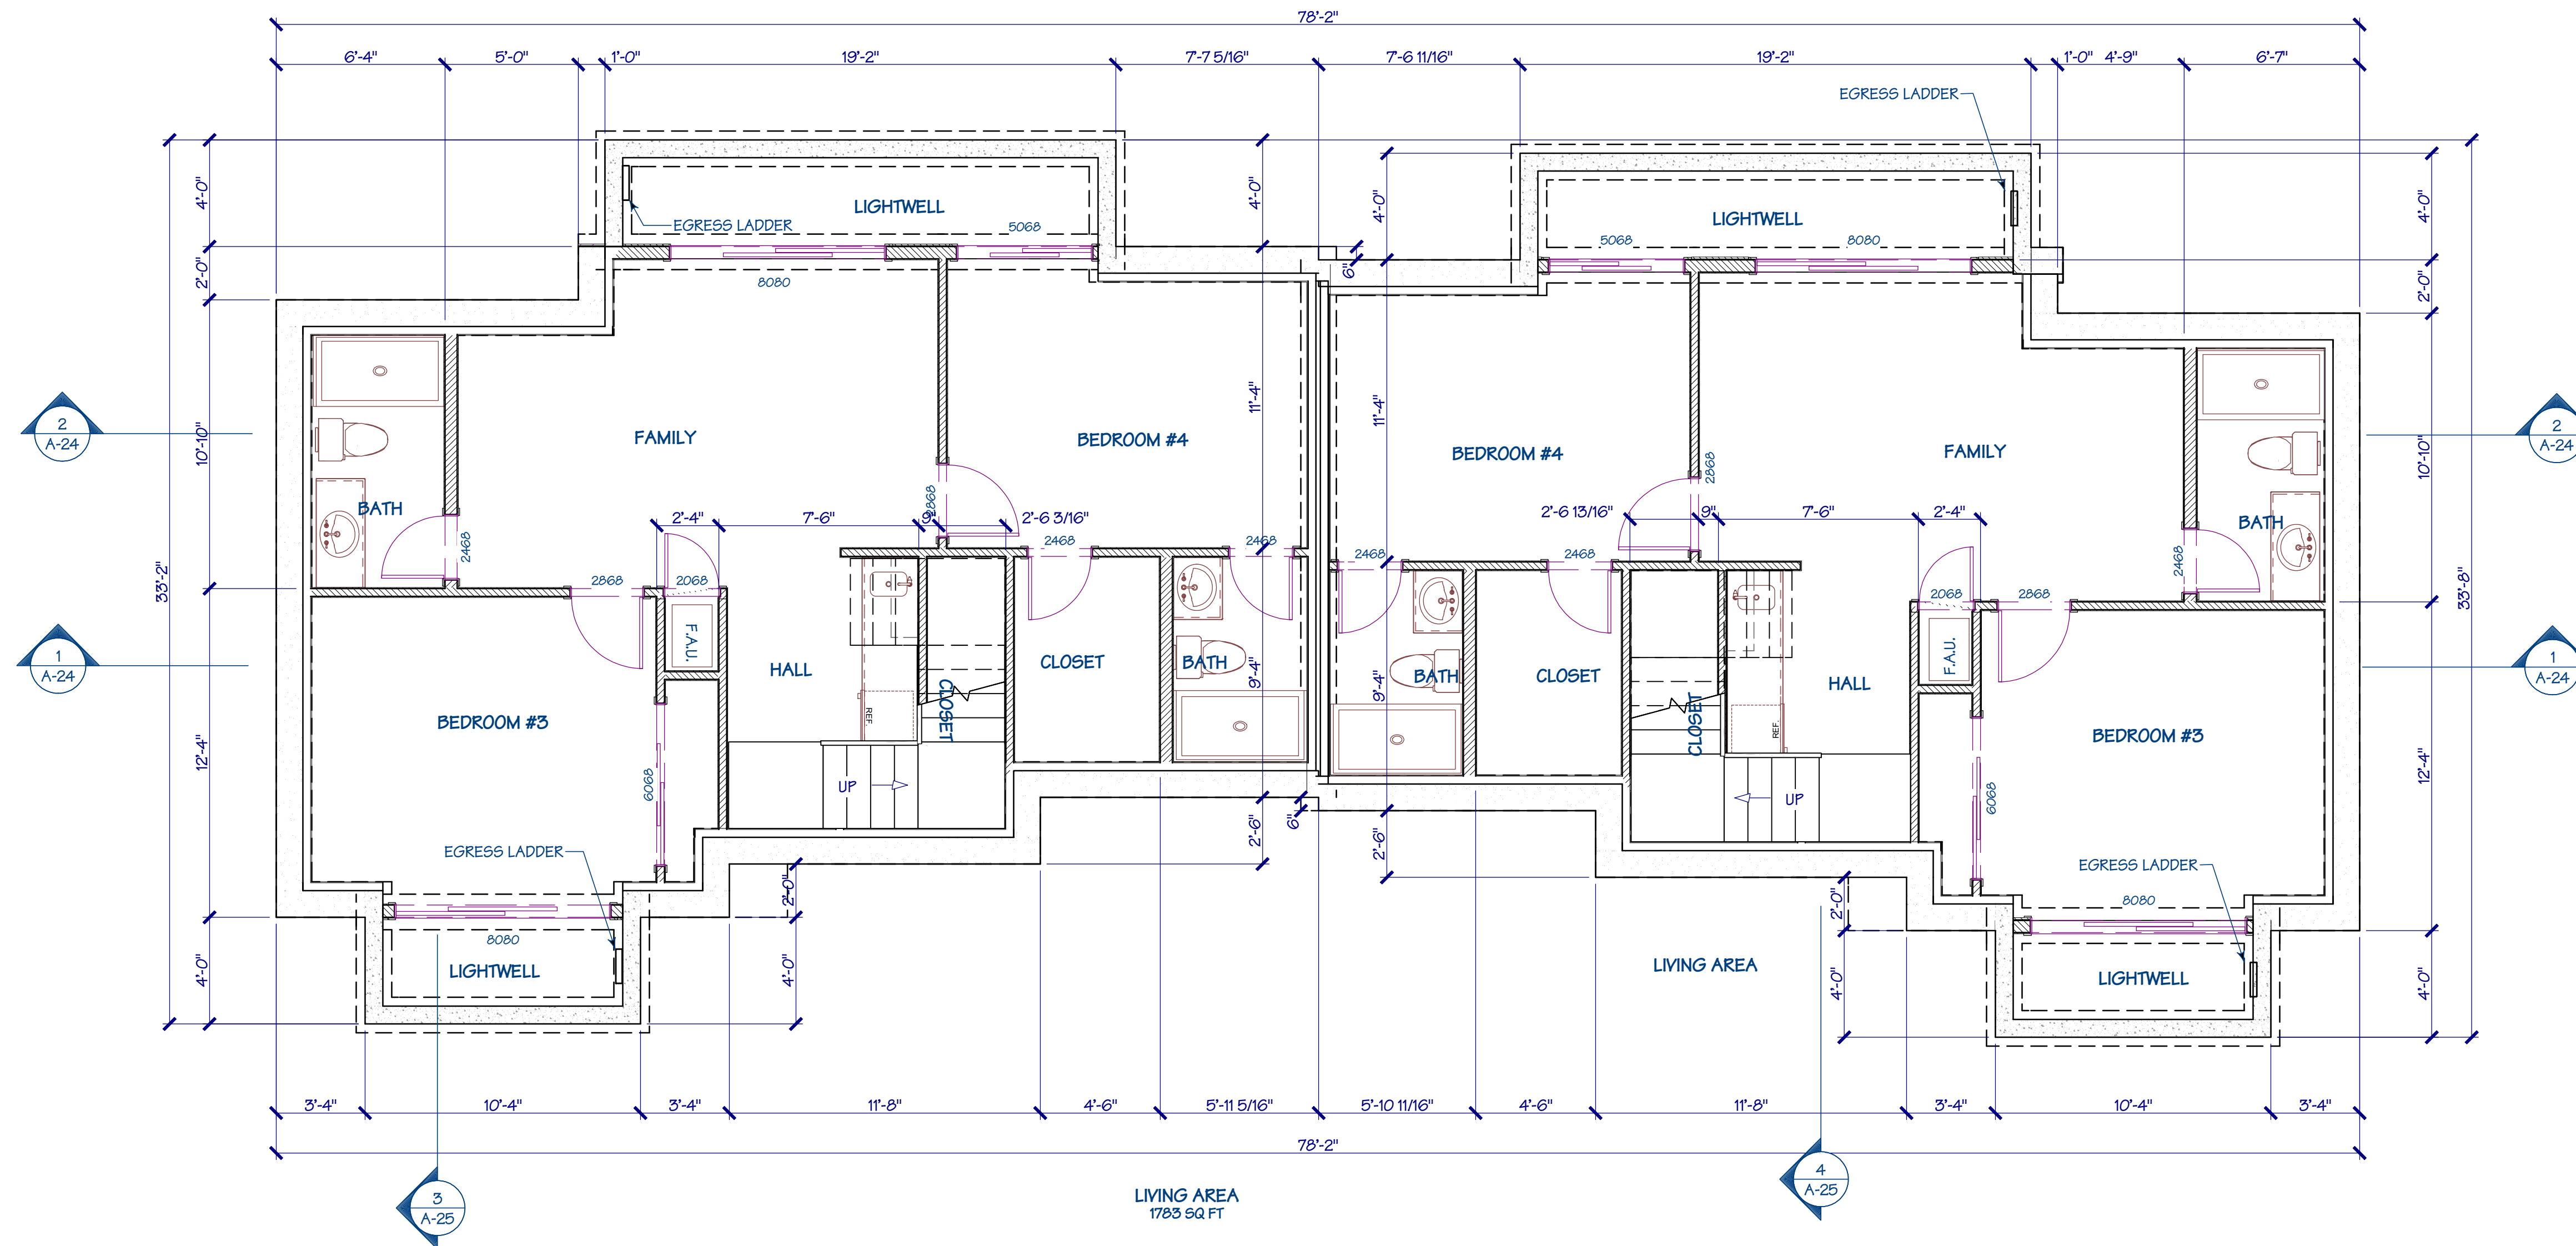 78'-2"
6'-4" 5'-0" 1'-0" 19'-2" 7'-7 5/16" 7'-6 11/16" 19'-2" 1'-0" 4'-9" 6'-7"
EGRESS LADDER
4'-0" LIGHTWELL 4'-0" 4'-0" LIGHTWELL 4'-0"
EGRESS LADDER 5068 5068 8080
2'-0" 8080 6" 2'-0"
11'-4" 11'-4"
2 2
A-24 A-24
10'-10" FAMILY BEDROOM #4 BEDROOM #4 FAMILY 10'-10"
2868 2868
BATH BATH
2'-4" 7'-6" 9" 2'-6 3/16" 2'-6 13/16" 9" 7'-6" 2'-4"
2468 2468 2468 2468 2468 2468
33'-2" 2868 2068 2068 2868 33'-8"
F.A.U. F.A.U.
1 1
A-24 A-24
HALL CLOSET BATH 9'-4" 9'-4" BATH CLOSET HALL
BEDROOM #3 REF. CLOSET CLOSET REF. BEDROOM #3
12'-4" 6068 UP UP 6068 12'-4"
6" 2'-6" 2'-6"
EGRESS LADDER EGRESS LADDER
2'-0" 2'-0"
8080 8080
4'-0" LIGHTWELL 4'-0" LIVING AREA 4'-0" LIGHTWELL 4'-0"
3'-4" 10'-4" 3'-4" 11'-8" 4'-6" 5'-11 5/16" 5'-10 11/16" 4'-6" 11'-8" 3'-4" 10'-4" 3'-4"
78'-2"
3 4
A-25 A-25
LIVING AREA
1783 SQ FT